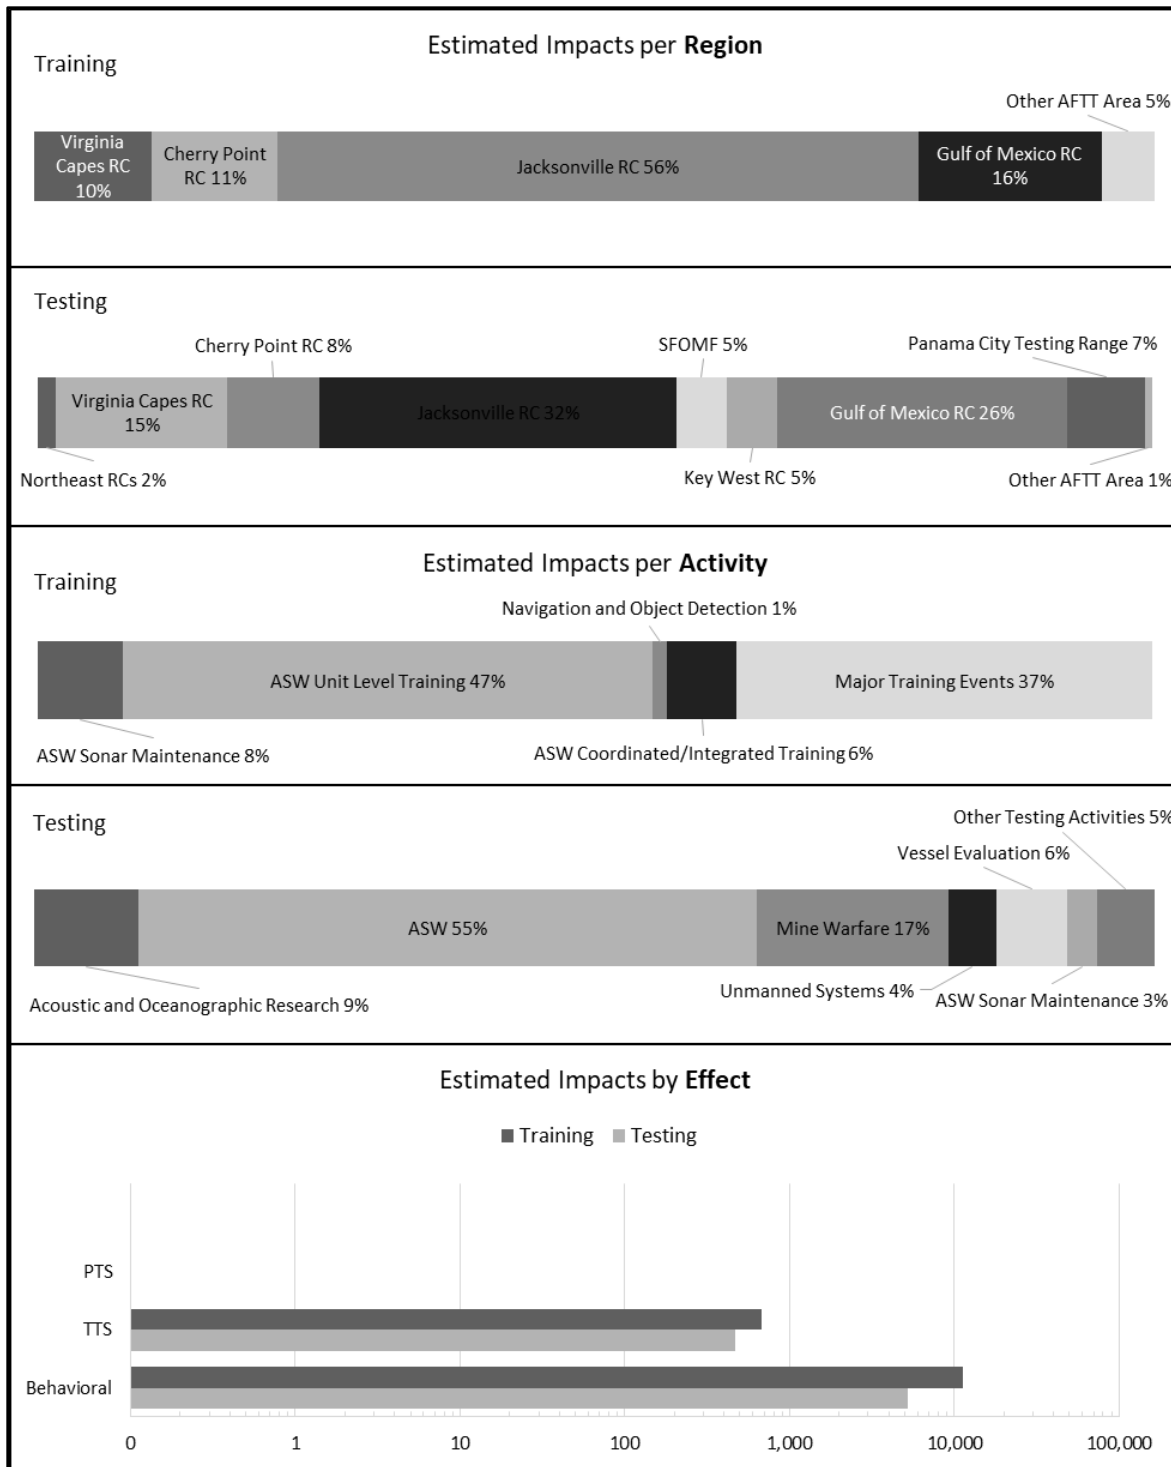 Estimated Impacts per Region
Training
Other AFTT Area 5%
Virginia
Capes RC
10%
Cherry Point
RC 11%
Jacksonville RC 56%
Gulf of Mexico RC
16%
Testing
Cherry Point RC 8%
SFOMF 5%
Panama City Testing Range 7%
Virginia Capes RC
15%
Jacksonville RC 32%
Gulf of Mexico RC 26%
Northeast RCs 2%
Key West RC 5%
Other AFTT Area 1%
Estimated Impacts per Activity
Training
Navigation and Object Detection 1%
ASW Unit Level Training 47%
Major Training Events 37%
ASW Sonar Maintenance 8%
ASW Coordinated/Integrated Training 6%
Testing
Other Testing Activities 5%
Vessel Evaluation 6%
ASW 55%
Mine Warfare 17%
Unmanned Systems 4%
ASW Sonar Maintenance 3%
Acoustic and Oceanographic Research 9%
Estimated Impacts by Effect
Training Testing
PTS
TTS
Behavioral
0 1 10 100 1,000 10,000 100,000